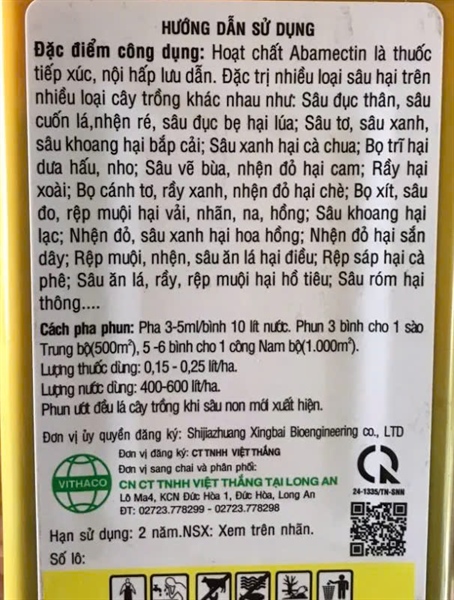 HƯỚNG DẪN SỬ DỤNG
Đặc điểm công dụng: Hoạt chất Abamectin là thuốc
tiếp xúc, nội hấp lưu dẫn. Đặc trị nhiều loại sâu hại trên
nhiều loại cây trồng khác nhau như: Sâu đục thân, sâu
cuốn lá,nhện ré, sâu đục bẹ hại lúa; Sâu tơ, sâu xanh,
sâu khoang hại bắp cải; Sâu xanh hại cà chua; Bọ trĩ hại
dưa hấu, nho; Sâu vẽ bùa, nhện đỏ hại cam; Rầy hại
xoài; Bọ cánh tơ, rầy xanh, nhện đỏ hại chè; Bọ xít, sâu
đo, rệp muội hại vải, nhãn, na, hồng; Sâu khoang hại
lạc; Nhện đỏ, sâu xanh hại hoa hồng; Nhện đỏ hại sắn
dây; Rệp muội, nhện, sâu ăn lá hại điều; Rệp sáp hại cà
phê; Sâu ăn lá, rầy, rệp muội hại hồ tiêu; Sâu róm hại
thông....
Cách pha phun: Pha 3-5ml/bình 10 lít nước. Phun 3 bình cho 1 sào
Trung bộ(500m²), 5 -6 bình cho 1 công Nam bộ(1.000m²).
Lượng thuốc dùng: 0,15 - 0,25 lít/ha.
Lượng nước dùng: 400-600 lít/ha.
Phun ướt đều lá cây trồng khi sâu non mới xuất hiện.
Đơn vị ủy quyền đăng ký: Shijiazhuang Xingbai Bioengineering co., LTD
Đơn vị đăng ký: CT TNHH VIỆT THẮNG
Đơn vị sang chai và phân phối:
CN CT TNHH VIỆT THẮNG TẠI LONG AN
Lô Ma4, KCN Đức Hòa 1, Đức Hòa, Long An
ĐT: 02723.778299 - 02723.778298
VITHACO
24-1335/TN-SNN
Hạn sử dụng: 2 năm.NSX: Xem trên nhãn.
Số lô: